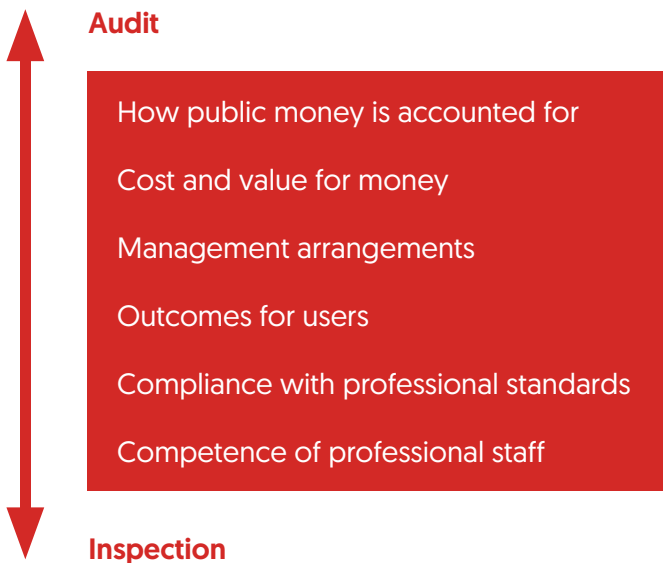 Audit
How public money is accounted for
Cost and value for money
Management arrangements
Outcomes for users
Compliance with professional standards
Competence of professional staff
Inspection